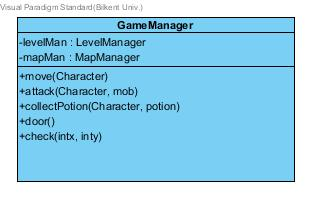 Visual Paradigm Standard(Bilkent Univ.)
GameManager
-levelMan : LevelManager
-mapMan : MapManager
+move(Character)
+attack(Character, mob)
+collectPotion(Character, potion)
+door()
+check(intx, inty)